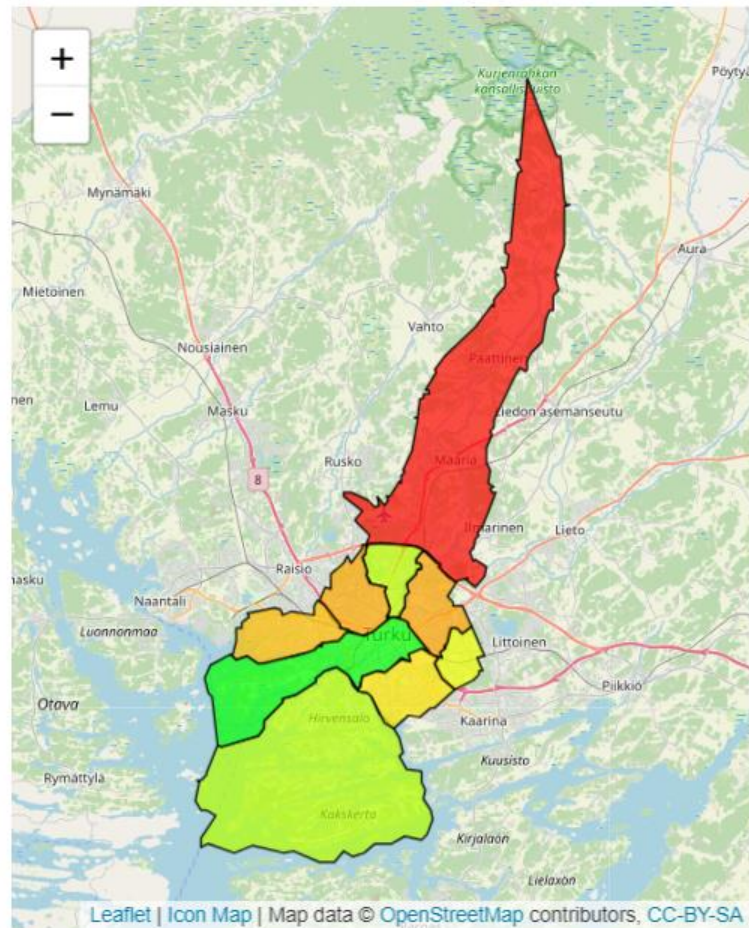 +
−
Kurjenrahkan
kansallispuisto
Pöytyä
Mynämäki
Aura
Mietoinen
Vahto
Nousiainen
Paattinen
nen
Lemu
Masku
Liedon asemanseutu
Rusko
Maaria
8
Ilmarinen
Lieto
Raisio
masku
Naantali
Luonnonmaa
Turku
Littoinen
Piikkiö
Otava
Hirvensalo
Kaarina
Kuusisto
Rymättylä
Kakskerta
Kirjalaön
Lielaxön
Leaflet | Icon Map | Map data © OpenStreetMap contributors, CC-BY-SA